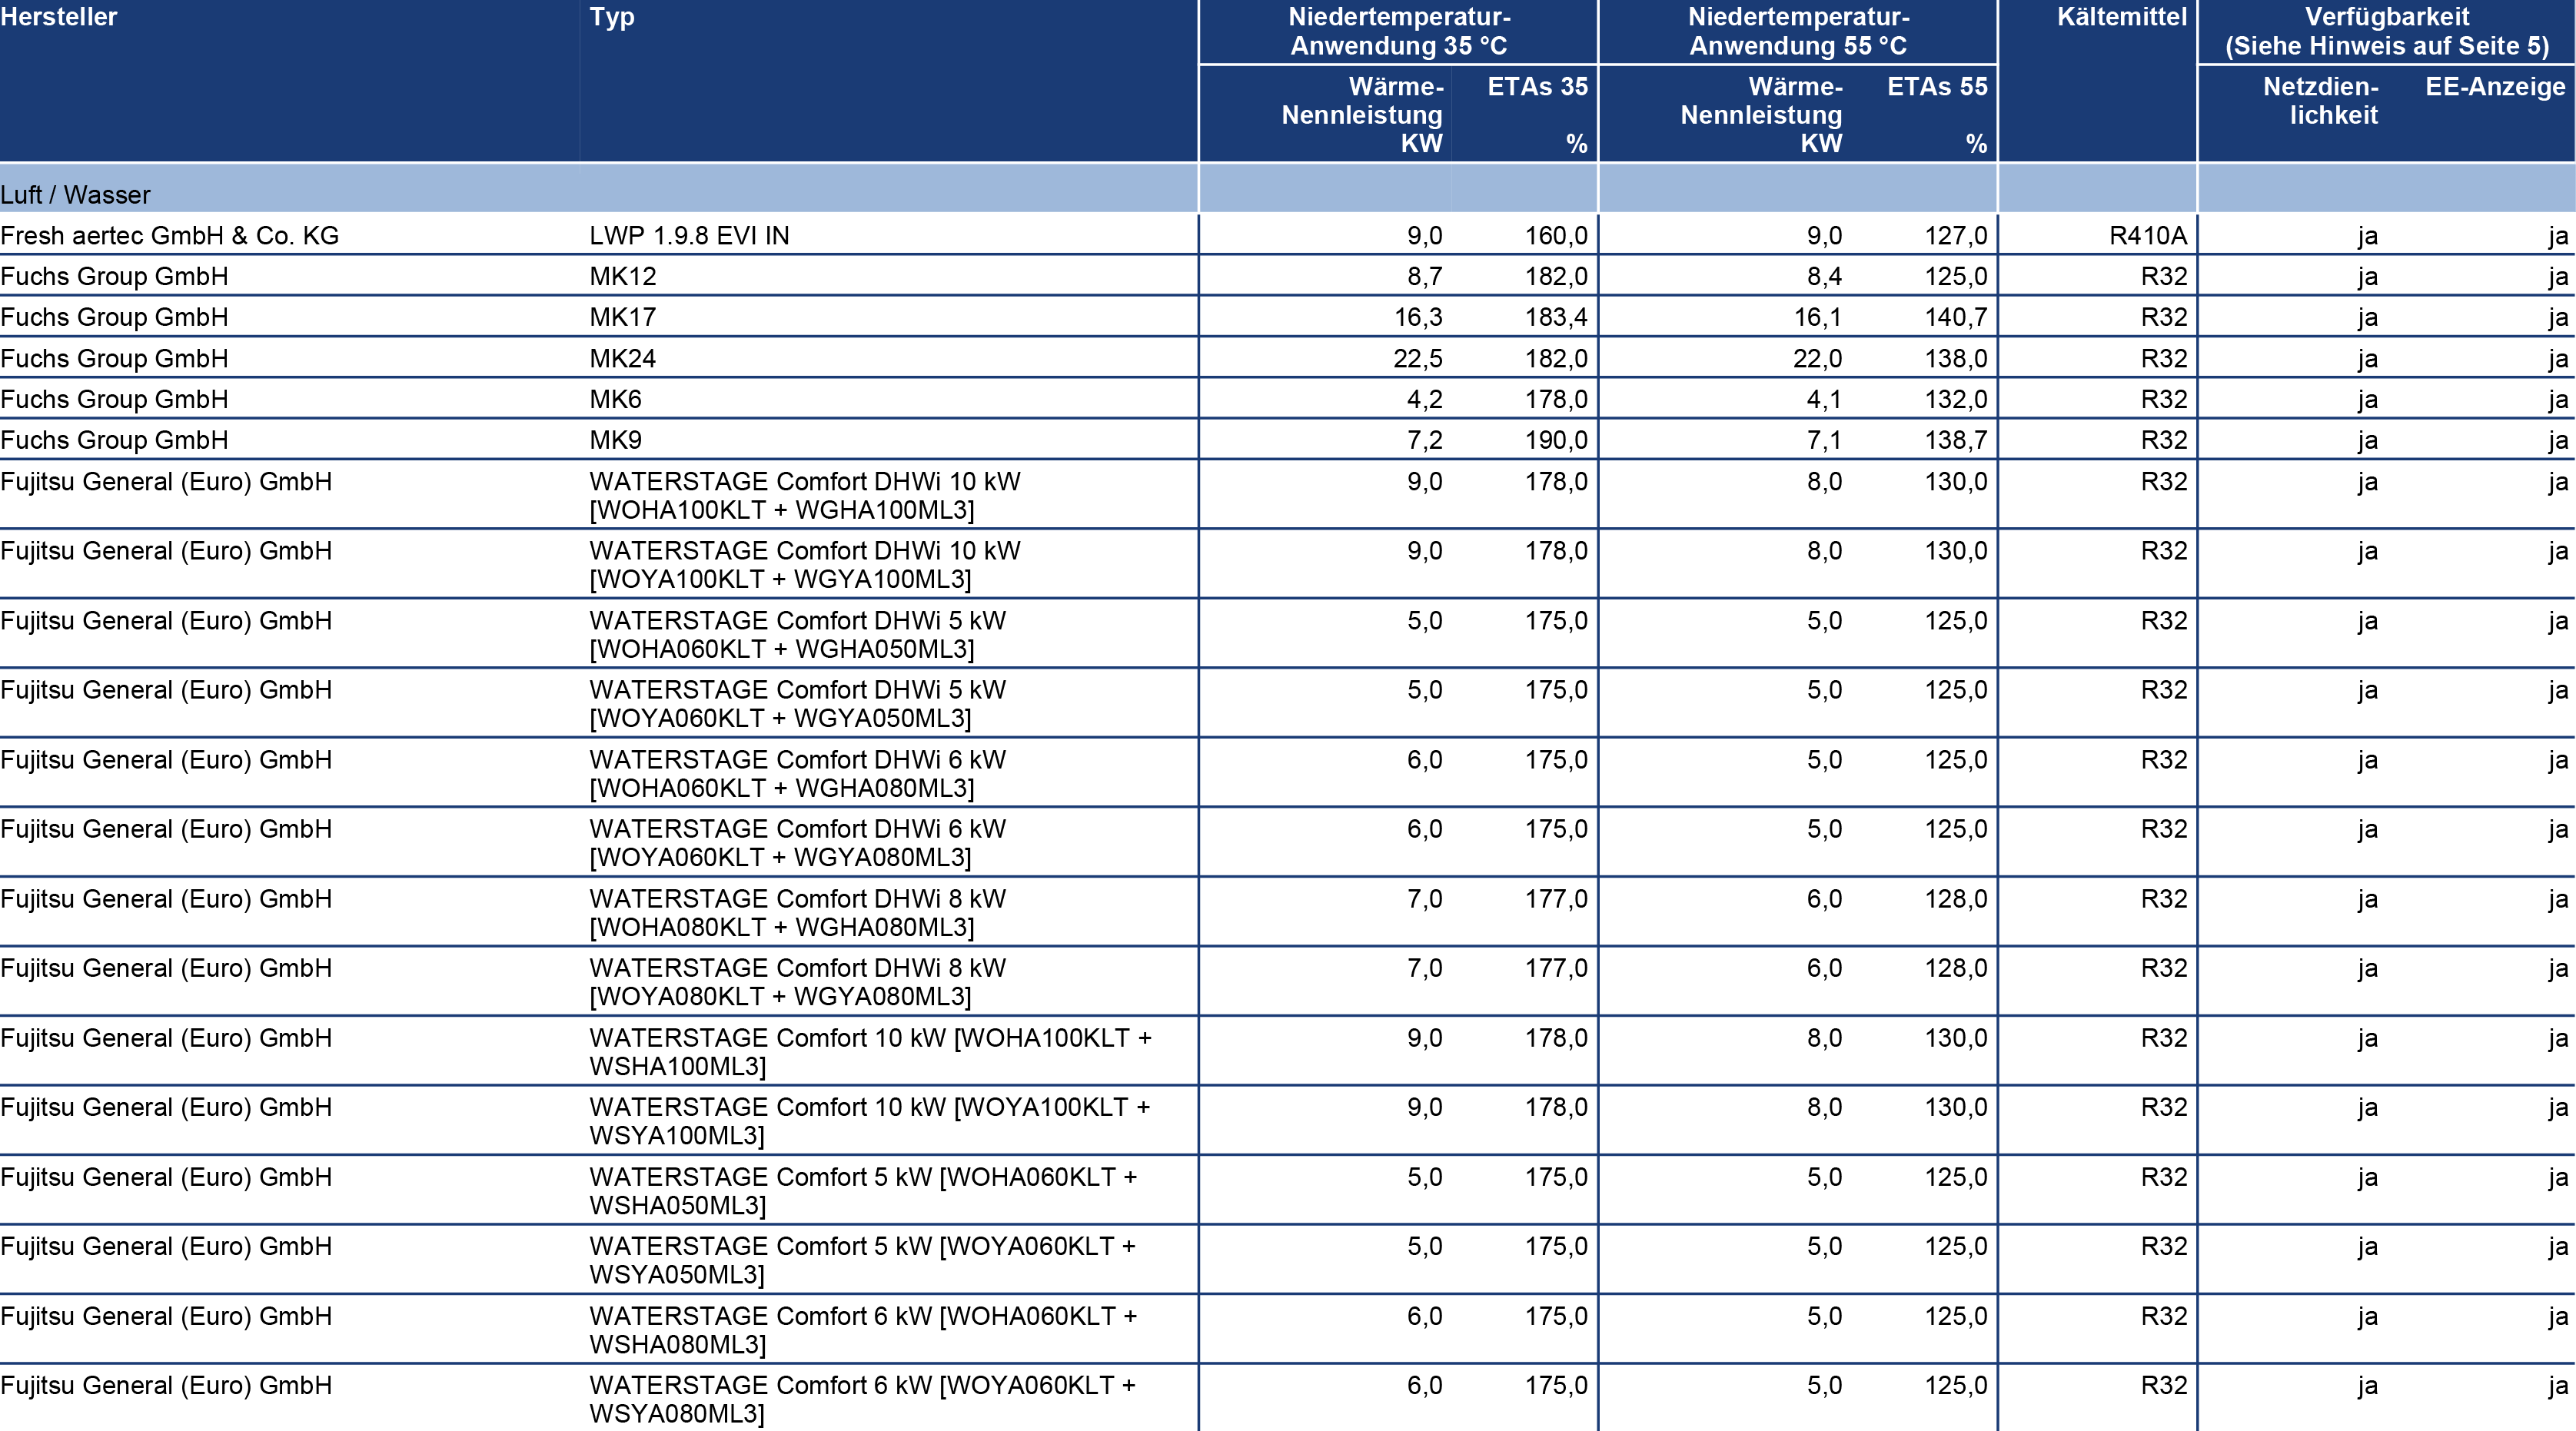 Hersteller Typ Niedertemperatur- Niedertemperatur- Kältemittel Verfügbarkeit
Anwendung 35 °C Anwendung 55 °C (Siehe Hinweis auf Seite 5)
Wärme- ETAs 35 Wärme- ETAs 55 Netzdien- EE-Anzeige
Nennleistung Nennleistung lichkeit
KW % KW %
Luft / Wasser
Fresh aertec GmbH & Co. KG LWP 1.9.8 EVI IN 9,0 160,0 9,0 127,0 R410A ja ja
Fuchs Group GmbH MK12 8,7 182,0 8,4 125,0 R32 ja ja
Fuchs Group GmbH MK17 16,3 183,4 16,1 140,7 R32 ja ja
Fuchs Group GmbH MK24 22,5 182,0 22,0 138,0 R32 ja ja
Fuchs Group GmbH MK6 4,2 178,0 4,1 132,0 R32 ja ja
Fuchs Group GmbH MK9 7,2 190,0 7,1 138,7 R32 ja ja
Fujitsu General (Euro) GmbH WATERSTAGE Comfort DHWi 10 kW 9,0 178,0 8,0 130,0 R32 ja ja
[WOHA100KLT + WGHA100ML3]
Fujitsu General (Euro) GmbH WATERSTAGE Comfort DHWi 10 kW 9,0 178,0 8,0 130,0 R32 ja ja
[WOYA100KLT + WGYA100ML3]
Fujitsu General (Euro) GmbH WATERSTAGE Comfort DHWi 5 kW 5,0 175,0 5,0 125,0 R32 ja ja
[WOHA060KLT + WGHA050ML3]
Fujitsu General (Euro) GmbH WATERSTAGE Comfort DHWi 5 kW 5,0 175,0 5,0 125,0 R32 ja ja
[WOYA060KLT + WGYA050ML3]
Fujitsu General (Euro) GmbH WATERSTAGE Comfort DHWi 6 kW 6,0 175,0 5,0 125,0 R32 ja ja
[WOHA060KLT + WGHA080ML3]
Fujitsu General (Euro) GmbH WATERSTAGE Comfort DHWi 6 kW 6,0 175,0 5,0 125,0 R32 ja ja
[WOYA060KLT + WGYA080ML3]
Fujitsu General (Euro) GmbH WATERSTAGE Comfort DHWi 8 kW 7,0 177,0 6,0 128,0 R32 ja ja
[WOHA080KLT + WGHA080ML3]
Fujitsu General (Euro) GmbH WATERSTAGE Comfort DHWi 8 kW 7,0 177,0 6,0 128,0 R32 ja ja
[WOYA080KLT + WGYA080ML3]
Fujitsu General (Euro) GmbH WATERSTAGE Comfort 10 kW [WOHA100KLT + 9,0 178,0 8,0 130,0 R32 ja ja
WSHA100ML3]
Fujitsu General (Euro) GmbH WATERSTAGE Comfort 10 kW [WOYA100KLT + 9,0 178,0 8,0 130,0 R32 ja ja
WSYA100ML3]
Fujitsu General (Euro) GmbH WATERSTAGE Comfort 5 kW [WOHA060KLT + 5,0 175,0 5,0 125,0 R32 ja ja
WSHA050ML3]
Fujitsu General (Euro) GmbH WATERSTAGE Comfort 5 kW [WOYA060KLT + 5,0 175,0 5,0 125,0 R32 ja ja
WSYA050ML3]
Fujitsu General (Euro) GmbH WATERSTAGE Comfort 6 kW [WOHA060KLT + 6,0 175,0 5,0 125,0 R32 ja ja
WSHA080ML3]
Fujitsu General (Euro) GmbH WATERSTAGE Comfort 6 kW [WOYA060KLT + 6,0 175,0 5,0 125,0 R32 ja ja
WSYA080ML3]